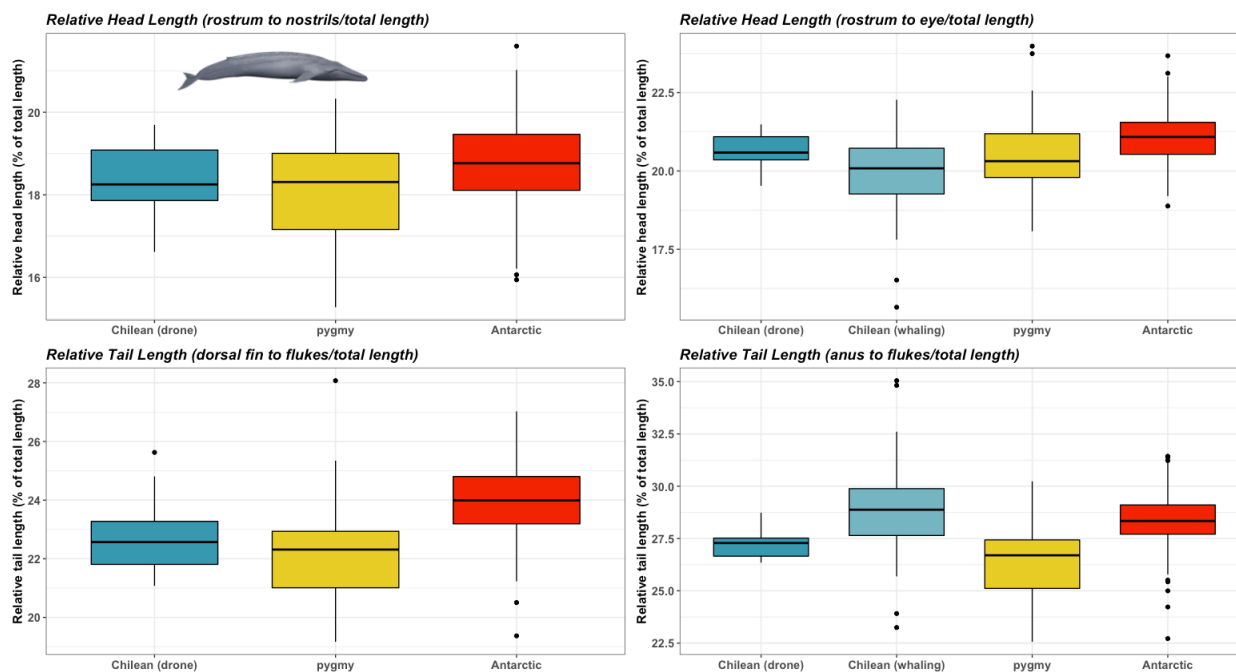 Relative Head Length (rostrum to nostrils/total length)
Relative head length (% of total length)
20
18
16
Chilean (drone) pygmy Antarctic
Relative Head Length (rostrum to eye/total length)
Relative head length (% of total length)
22.5
20.0
17.5
Chilean (drone) Chilean (whaling) pygmy Antarctic
Relative Tail Length (dorsal fin to flukes/total length)
Relative tail length (% of total length)
28
26
24
22
20
Chilean (drone) pygmy Antarctic
Relative Tail Length (anus to flukes/total length)
Relative tail length (% of total length)
35.0
32.5
30.0
27.5
25.0
22.5
Chilean (drone) Chilean (whaling) pygmy Antarctic